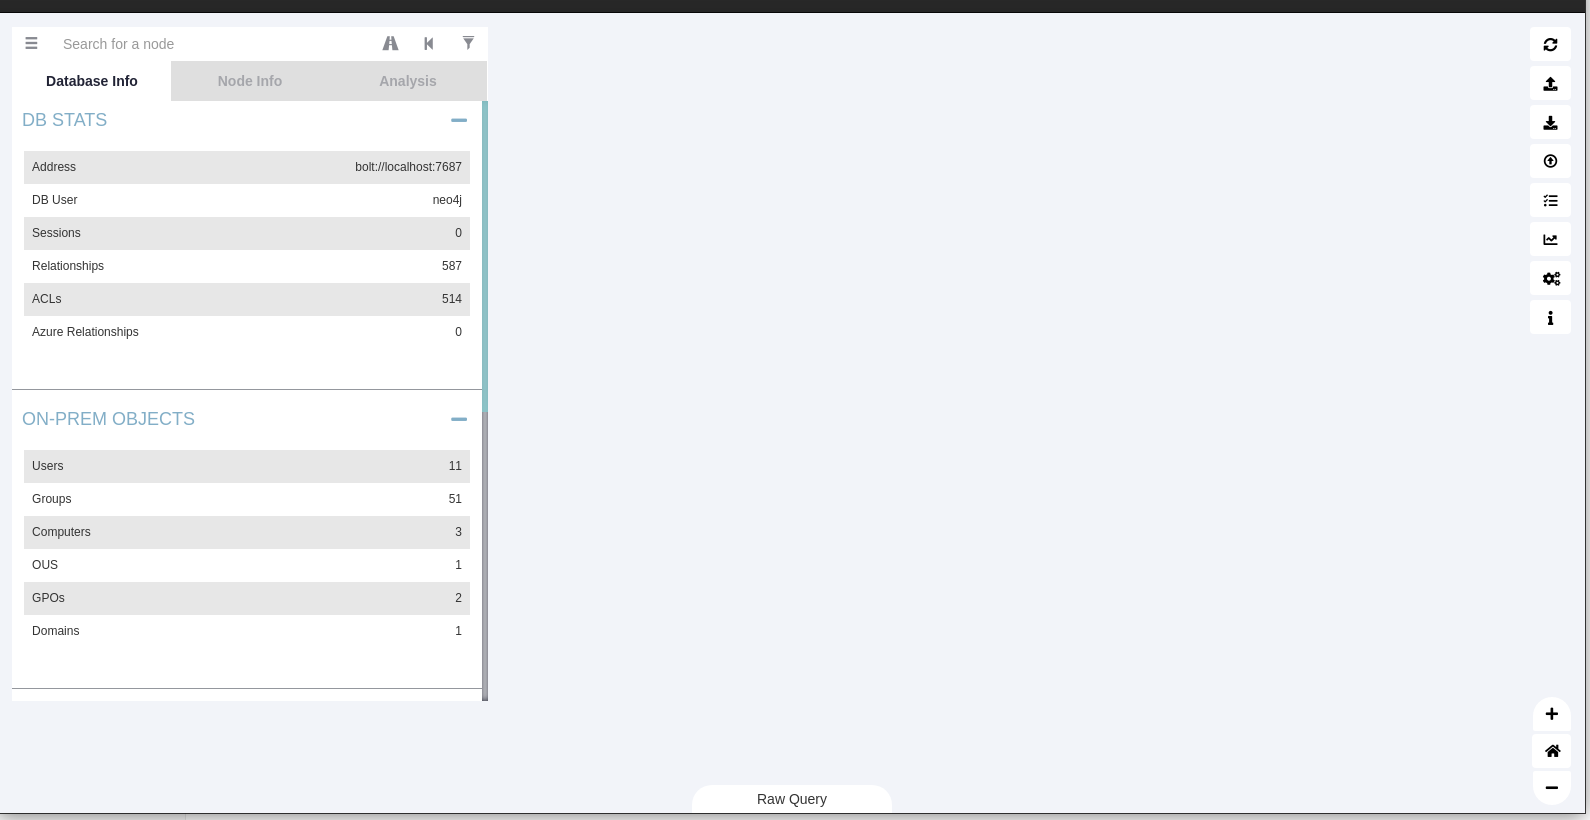 Search for a node
Database Info Node Info Analysis
DB STATS
Address bolt://localhost:7687
DB User neo4j
Sessions 0
Relationships 587
ACLs 514
Azure Relationships 0
ON-PREM OBJECTS
Users 11
Groups 51
Computers 3
OUS 1
GPOs 2
Domains 1
Raw Query